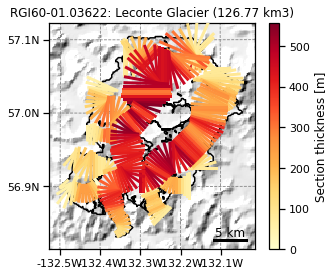 RGI60-01.03622: Leconte Glacier (126.77 km3)
57.1N
57.0N
56.9N
-132.5W-132.4W-132.3W-132.2W-132.1W
5 km
500
400
300
200
100
0
Section thickness [m]